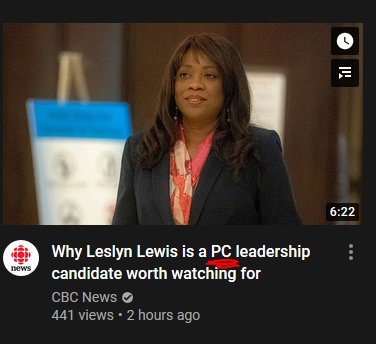 6:22
news
Why Leslyn Lewis is a PC leadership
candidate worth watching for
CBC News
441 views • 2 hours ago